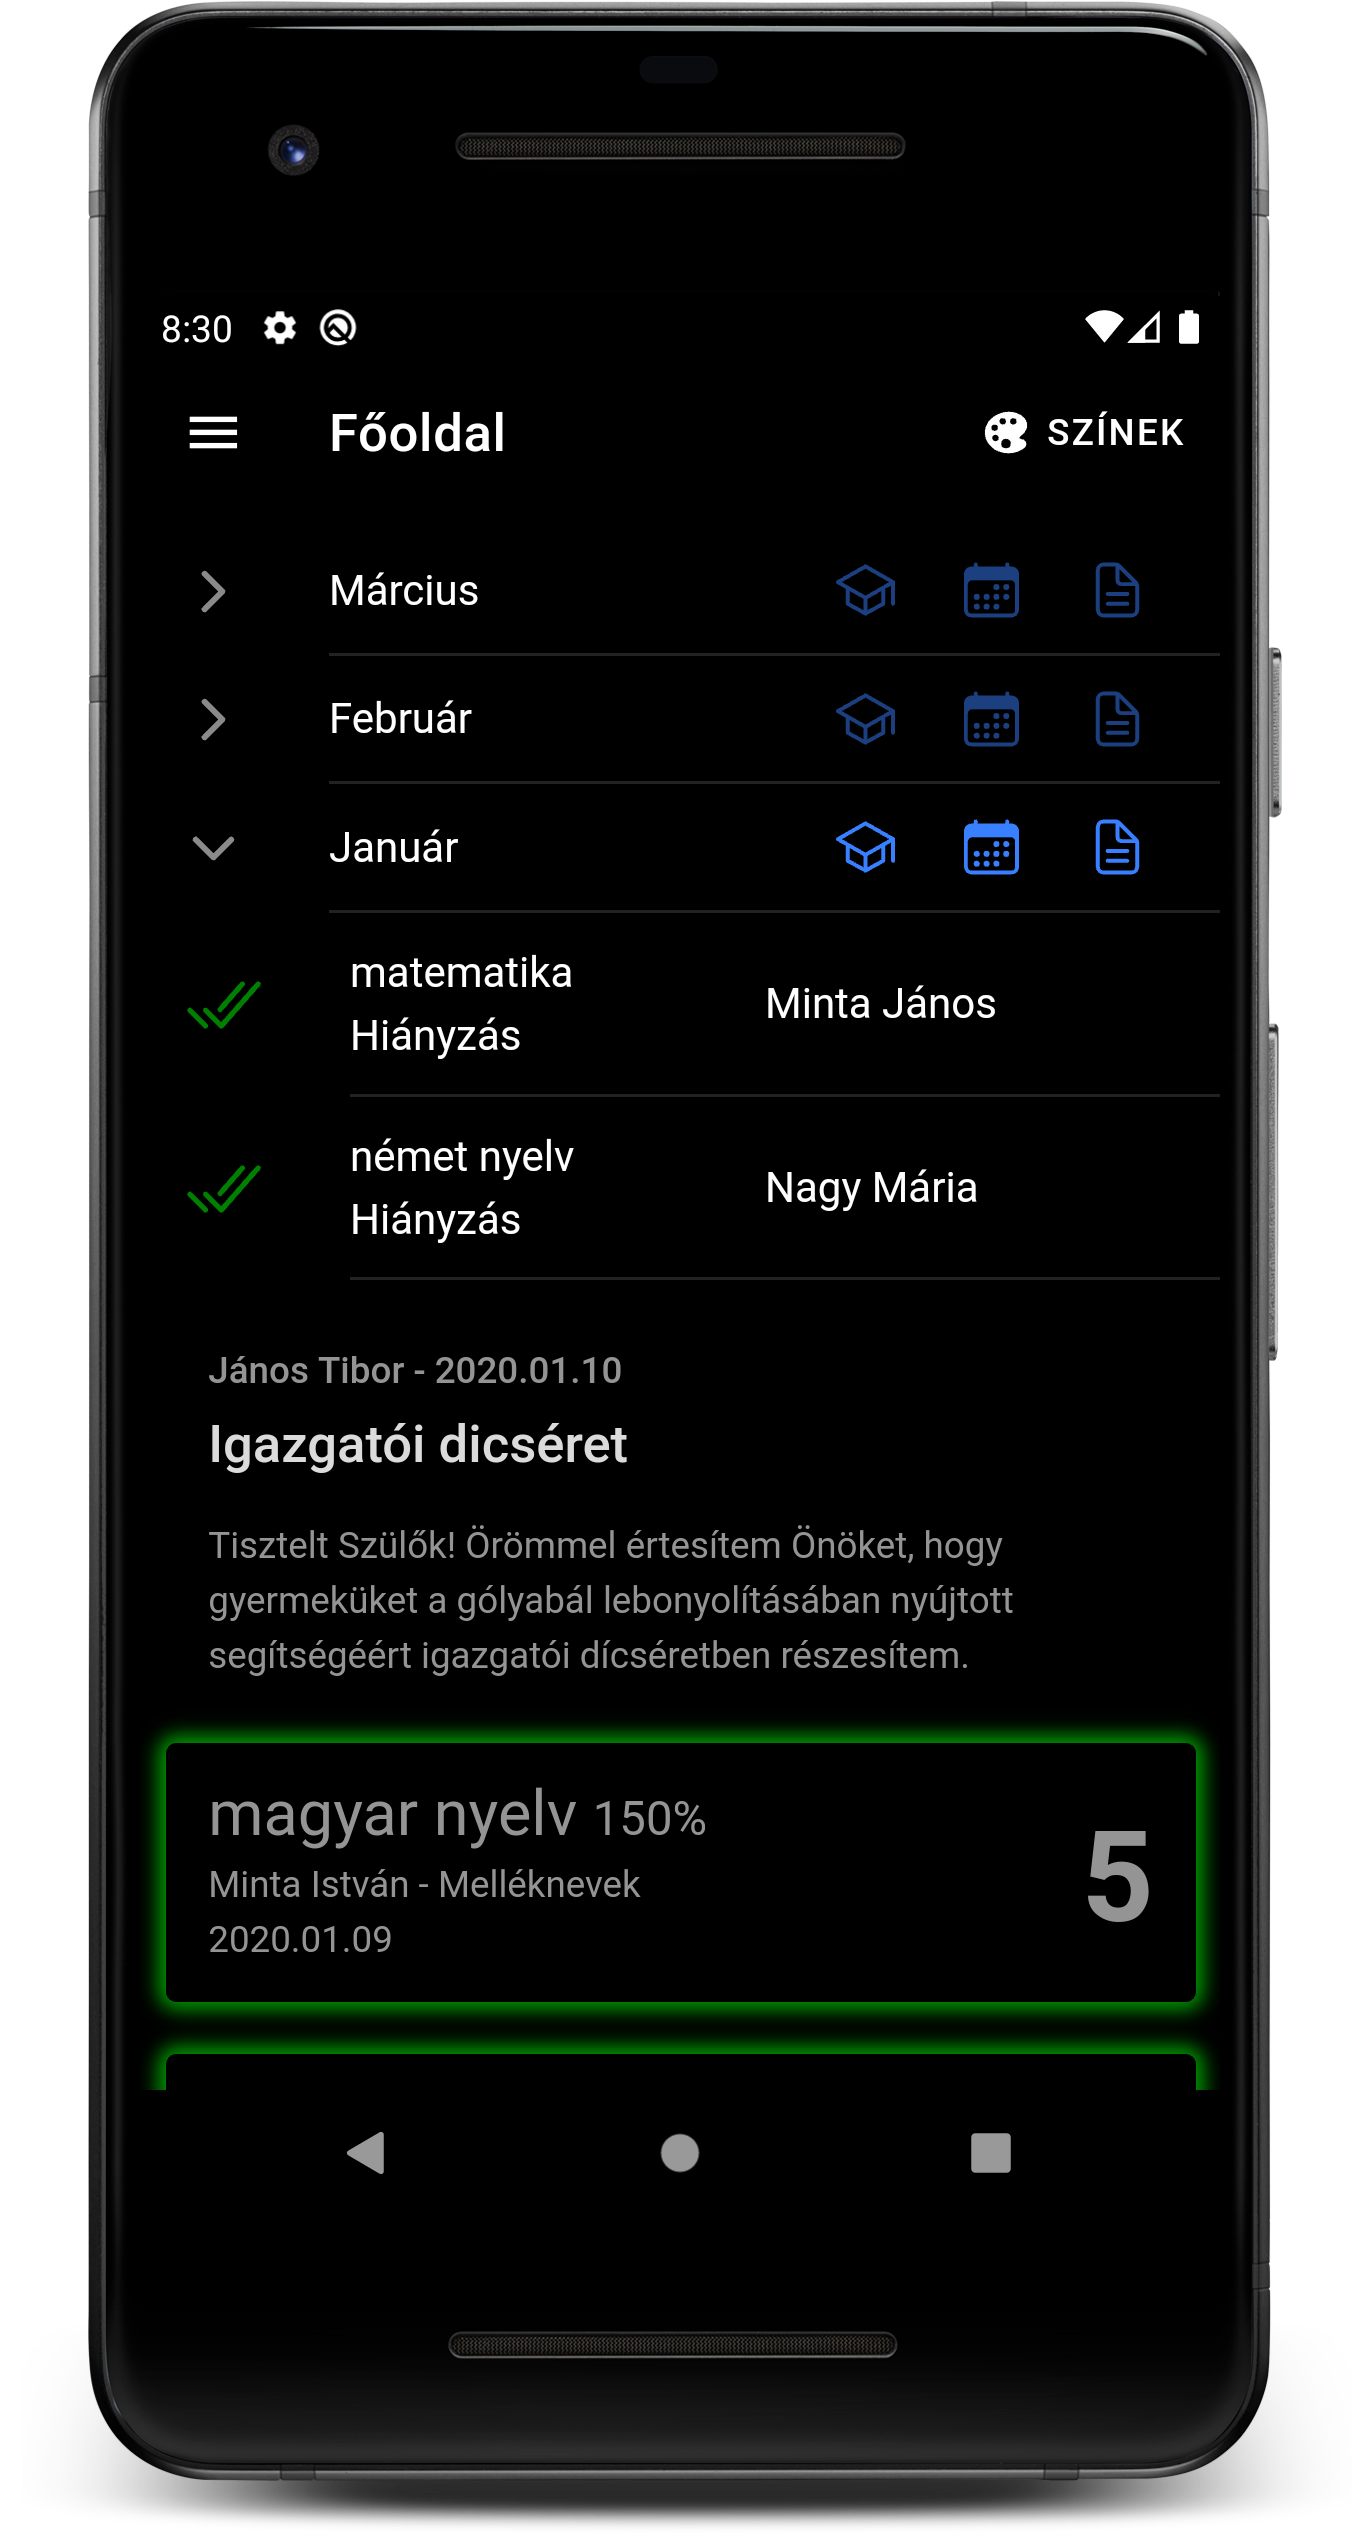 8:30
Főoldal
SZÍNEK
Március
Február
Január
matematika
Hiányzás
Minta János
német nyelv
Hiányzás
Nagy Mária
János Tibor - 2020.01.10
Igazgatói dicséret
Tisztelt Szülők! Örömmel értesítem Önöket, hogy
gyermeküket a gólyabál lebonyolításában nyújtott
segítségéért igazgatói dícséretben részesítem.
magyar nyelv 150%
Minta István - Melléknevek
2020.01.09
5